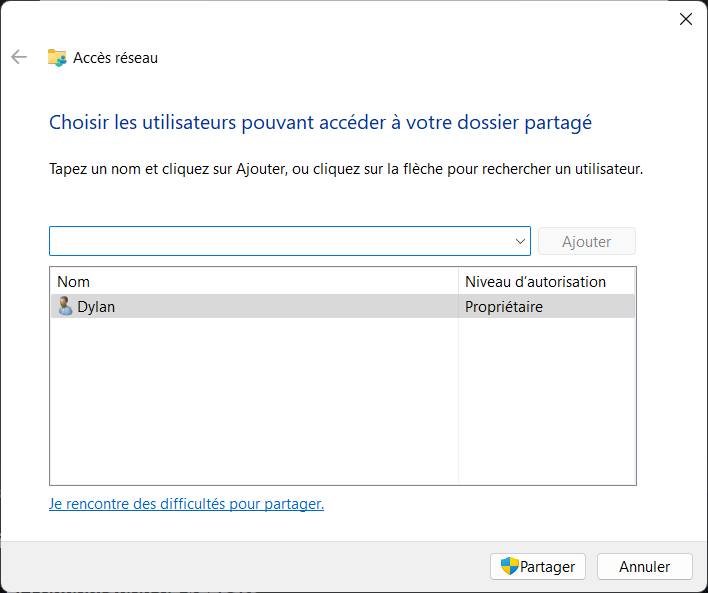 Accès réseau
Choisir les utilisateurs pouvant accéder à votre dossier partagé
Tapez un nom et cliquez sur Ajouter, ou cliquez sur la flèche pour rechercher un utilisateur.
Ajouter
Nom Niveau d'autorisation
Dylan Propriétaire
Je rencontre des difficultés pour partager.
Partager Annuler